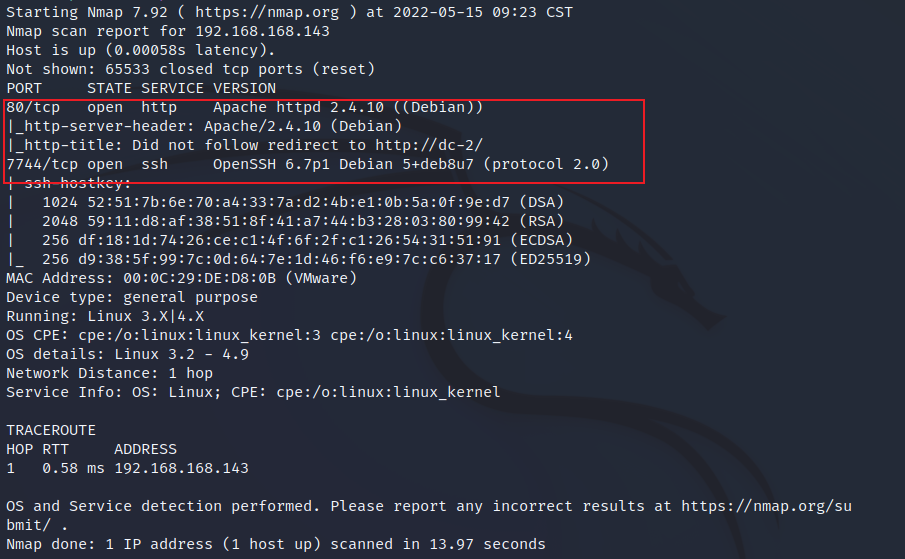 Starting Nmap 7.92 ( https://nmap.org ) at 2022-05-15 09:23 CST
Nmap scan report for 192.168.168.143
Host is up (0.00058s latency).
Not shown: 65533 closed tcp ports (reset)
PORT     STATE SERVICE VERSION
80/tcp   open  http    Apache httpd 2.4.10 ((Debian))
|_http-server-header: Apache/2.4.10 (Debian)
|_http-title: Did not follow redirect to http://dc-2/
7744/tcp open  ssh     OpenSSH 6.7p1 Debian 5+deb8u7 (protocol 2.0)
| ssh-hostkey:
|   1024 52:51:7b:6e:70:a4:33:7a:d2:4b:e1:0b:5a:0f:9e:d7 (DSA)
|   2048 59:11:d8:af:38:51:8f:41:a7:44:b3:28:03:80:99:42 (RSA)
|   256 df:18:1d:74:26:ce:c1:4f:6f:2f:c1:26:54:31:51:91 (ECDSA)
|_  256 d9:38:5f:99:7c:0d:64:7e:1d:46:f6:e9:7c:c6:37:17 (ED25519)
MAC Address: 00:0C:29:DE:D8:0B (VMware)
Device type: general purpose
Running: Linux 3.X|4.X
OS CPE: cpe:/o:linux:linux_kernel:3 cpe:/o:linux:linux_kernel:4
OS details: Linux 3.2 - 4.9
Network Distance: 1 hop
Service Info: OS: Linux; CPE: cpe:/o:linux:linux_kernel

TRACEROUTE
HOP RTT     ADDRESS
1   0.58 ms 192.168.168.143

OS and Service detection performed. Please report any incorrect results at https://nmap.org/su
bmit/ .
Nmap done: 1 IP address (1 host up) scanned in 13.97 seconds